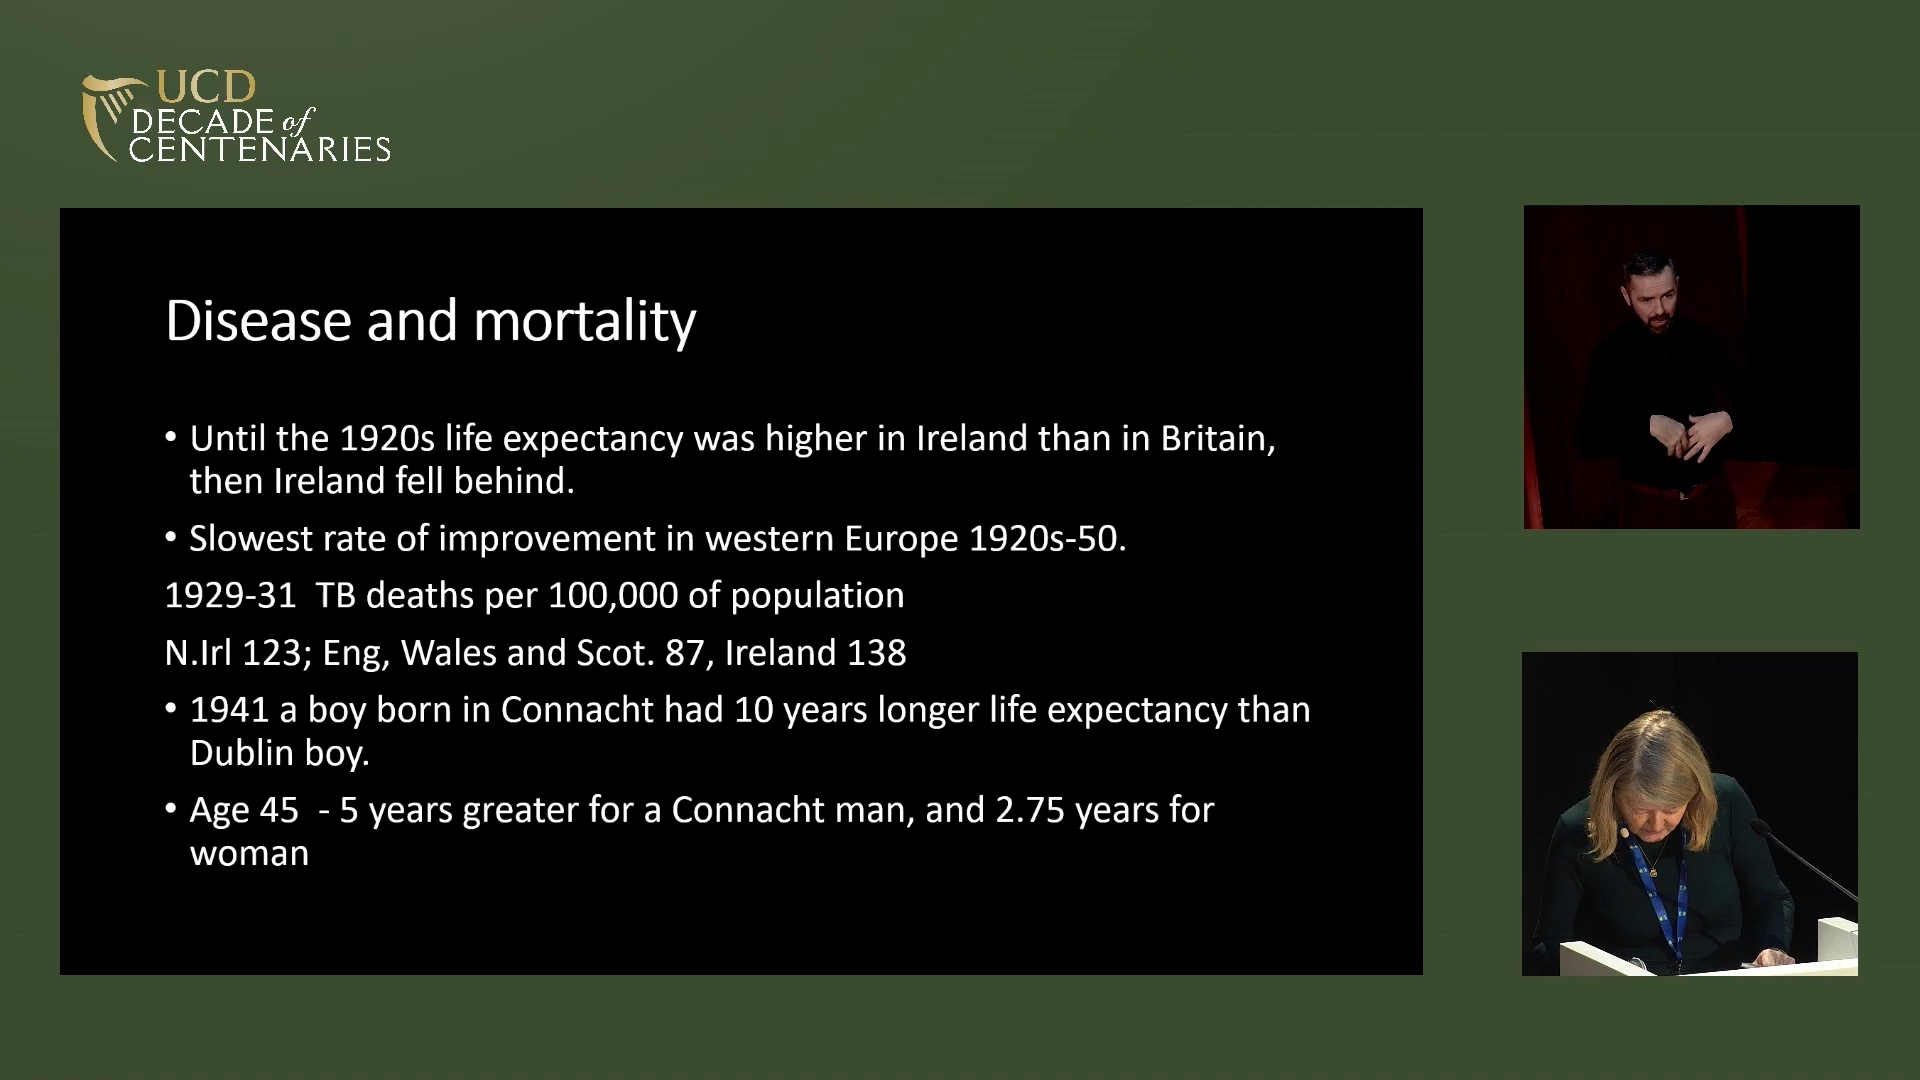 UCD
DECADE of
CENTENARIES
Disease and mortality
• Until the 1920s life expectancy was higher in Ireland than in Britain,
then Ireland fell behind.
• Slowest rate of improvement in western Europe 1920s-50.
1929-31  TB deaths per 100,000 of population
N.Irl 123; Eng, Wales and Scot. 87, Ireland 138
• 1941 a boy born in Connacht had 10 years longer life expectancy than
Dublin boy.
• Age 45  - 5 years greater for a Connacht man, and 2.75 years for
woman